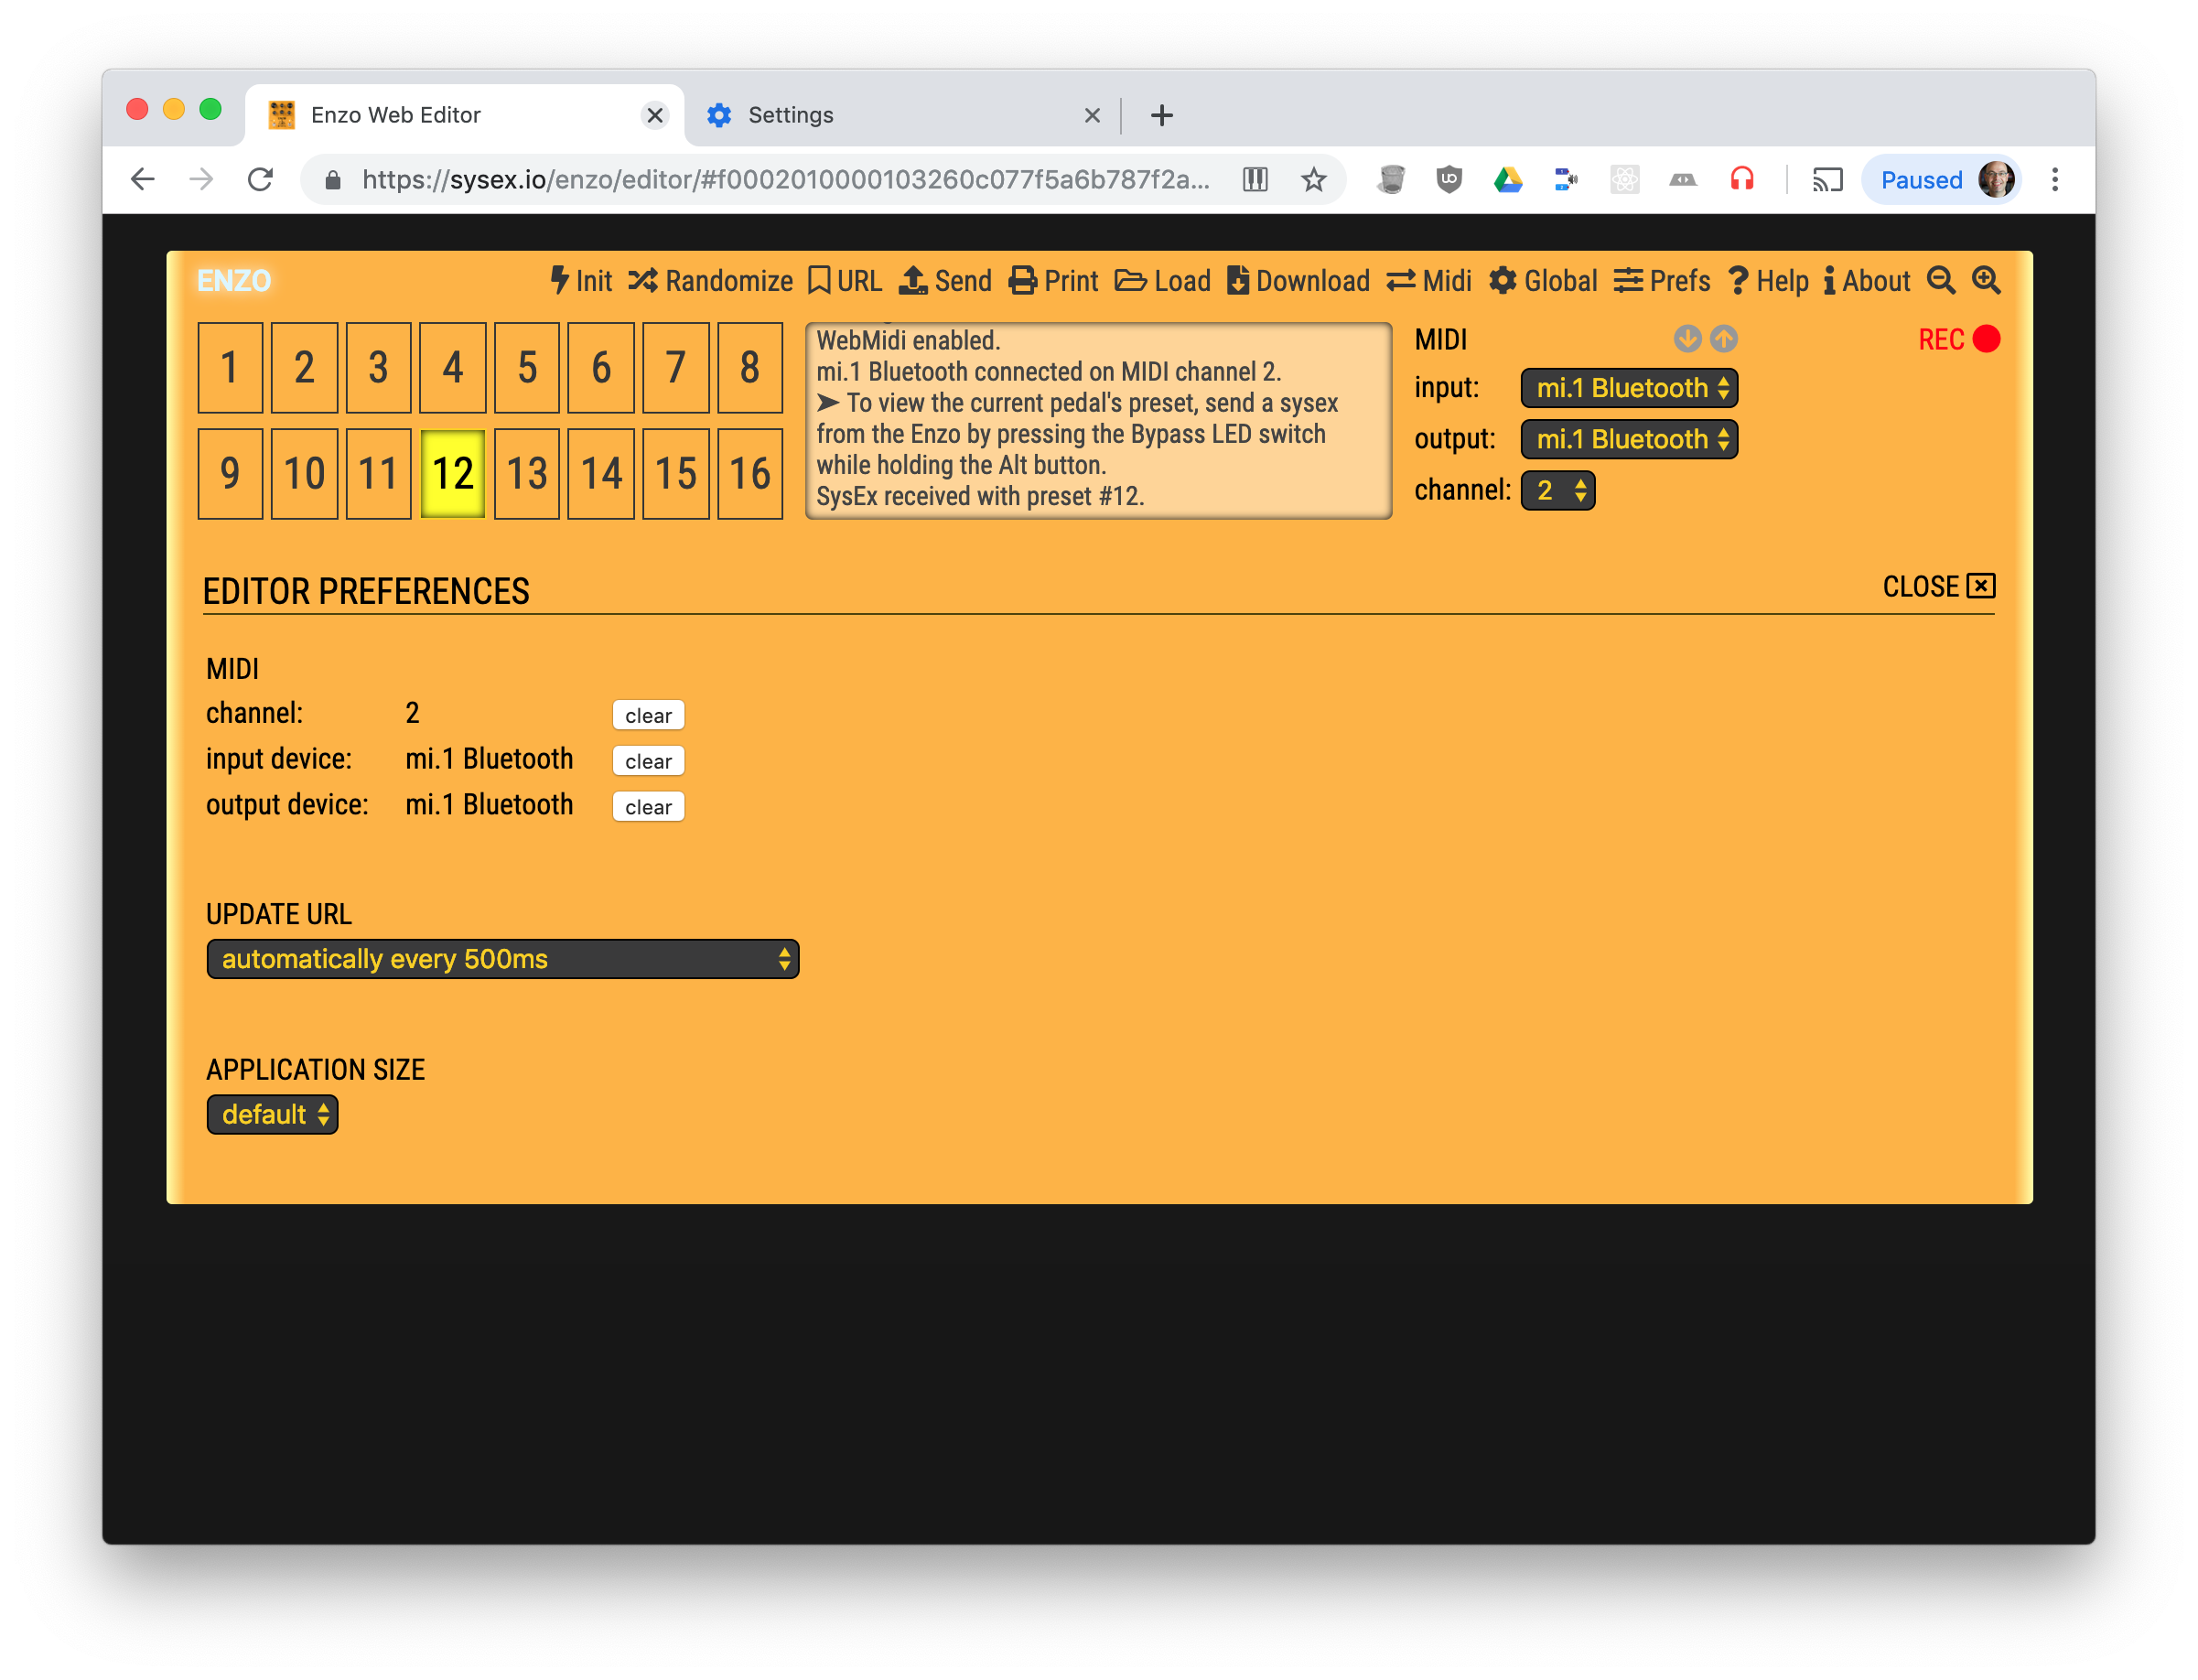 Enzo Web Editor
Settings
https://sysex.io/enzo/editor/#f0002010000103260c077f5a6b787f2a...
Paused
ENZO
Init Randomize URL Send Print Load Download Midi Global Prefs Help About
1 2 3 4 5 6 7 8
9 10 11 12 13 14 15 16
WebMidi enabled.
mi.1 Bluetooth connected on MIDI channel 2.
➤ To view the current pedal's preset, send a sysex
from the Enzo by pressing the Bypass LED switch
while holding the Alt button.
SysEx received with preset #12.
MIDI
REC
input: mi.1 Bluetooth
output: mi.1 Bluetooth
channel: 2
EDITOR PREFERENCES
CLOSE
MIDI
channel: 2 clear
input device: mi.1 Bluetooth clear
output device: mi.1 Bluetooth clear
UPDATE URL
automatically every 500ms
APPLICATION SIZE
default